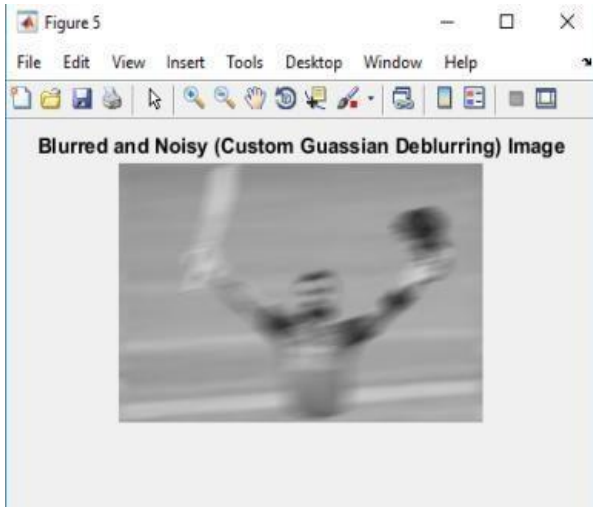 Figure 5
File Edit View Insert Tools Desktop Window Help
Blurred and Noisy (Custom Guassian Deblurring) Image